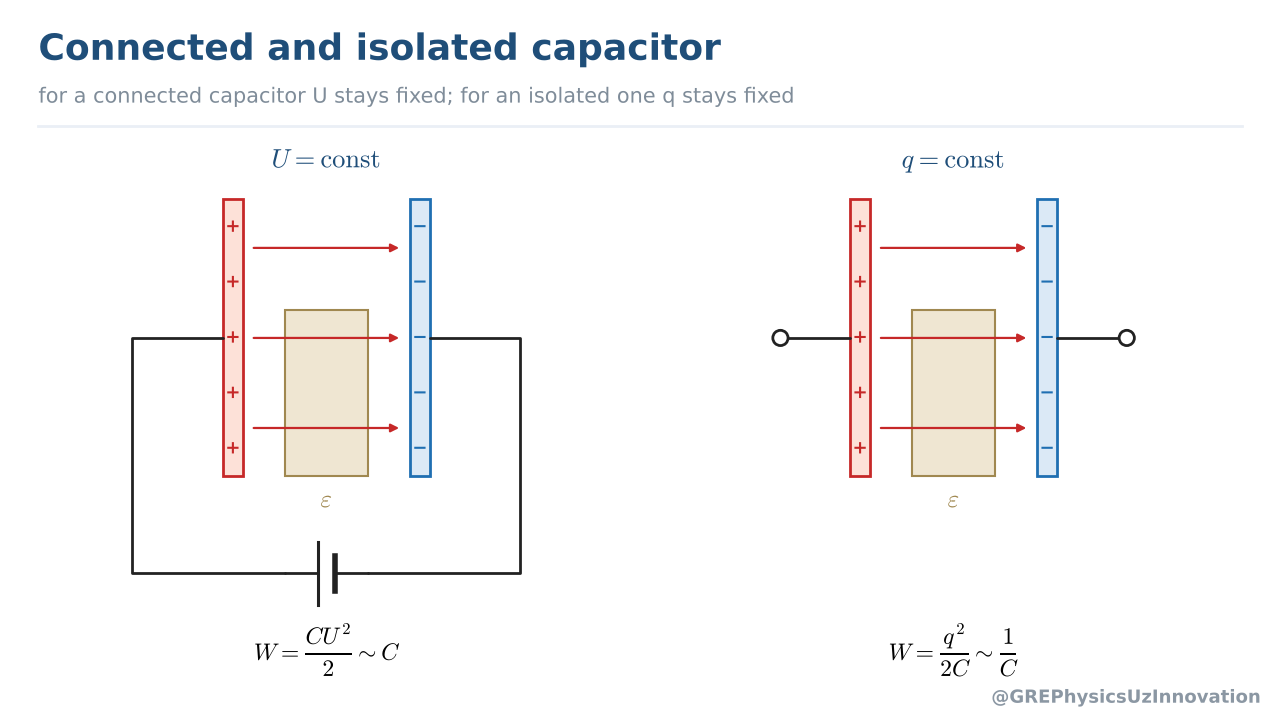 Connected and isolated capacitor
for a connected capacitor U stays fixed; for an isolated one q stays fixed
U = const
+ −
+ −
+ −
+ −
+ −
ε
W = CU²/2 ~ C
q = const
+ −
+ −
+ −
+ −
+ −
ε
W = q²/2C ~ 1/C
@GREPhysicsUzInnovation